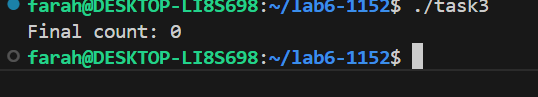 farah@DESKTOP-LI8S698:~/lab6-1152$ ./task3
Final count: 0
farah@DESKTOP-LI8S698:~/lab6-1152$